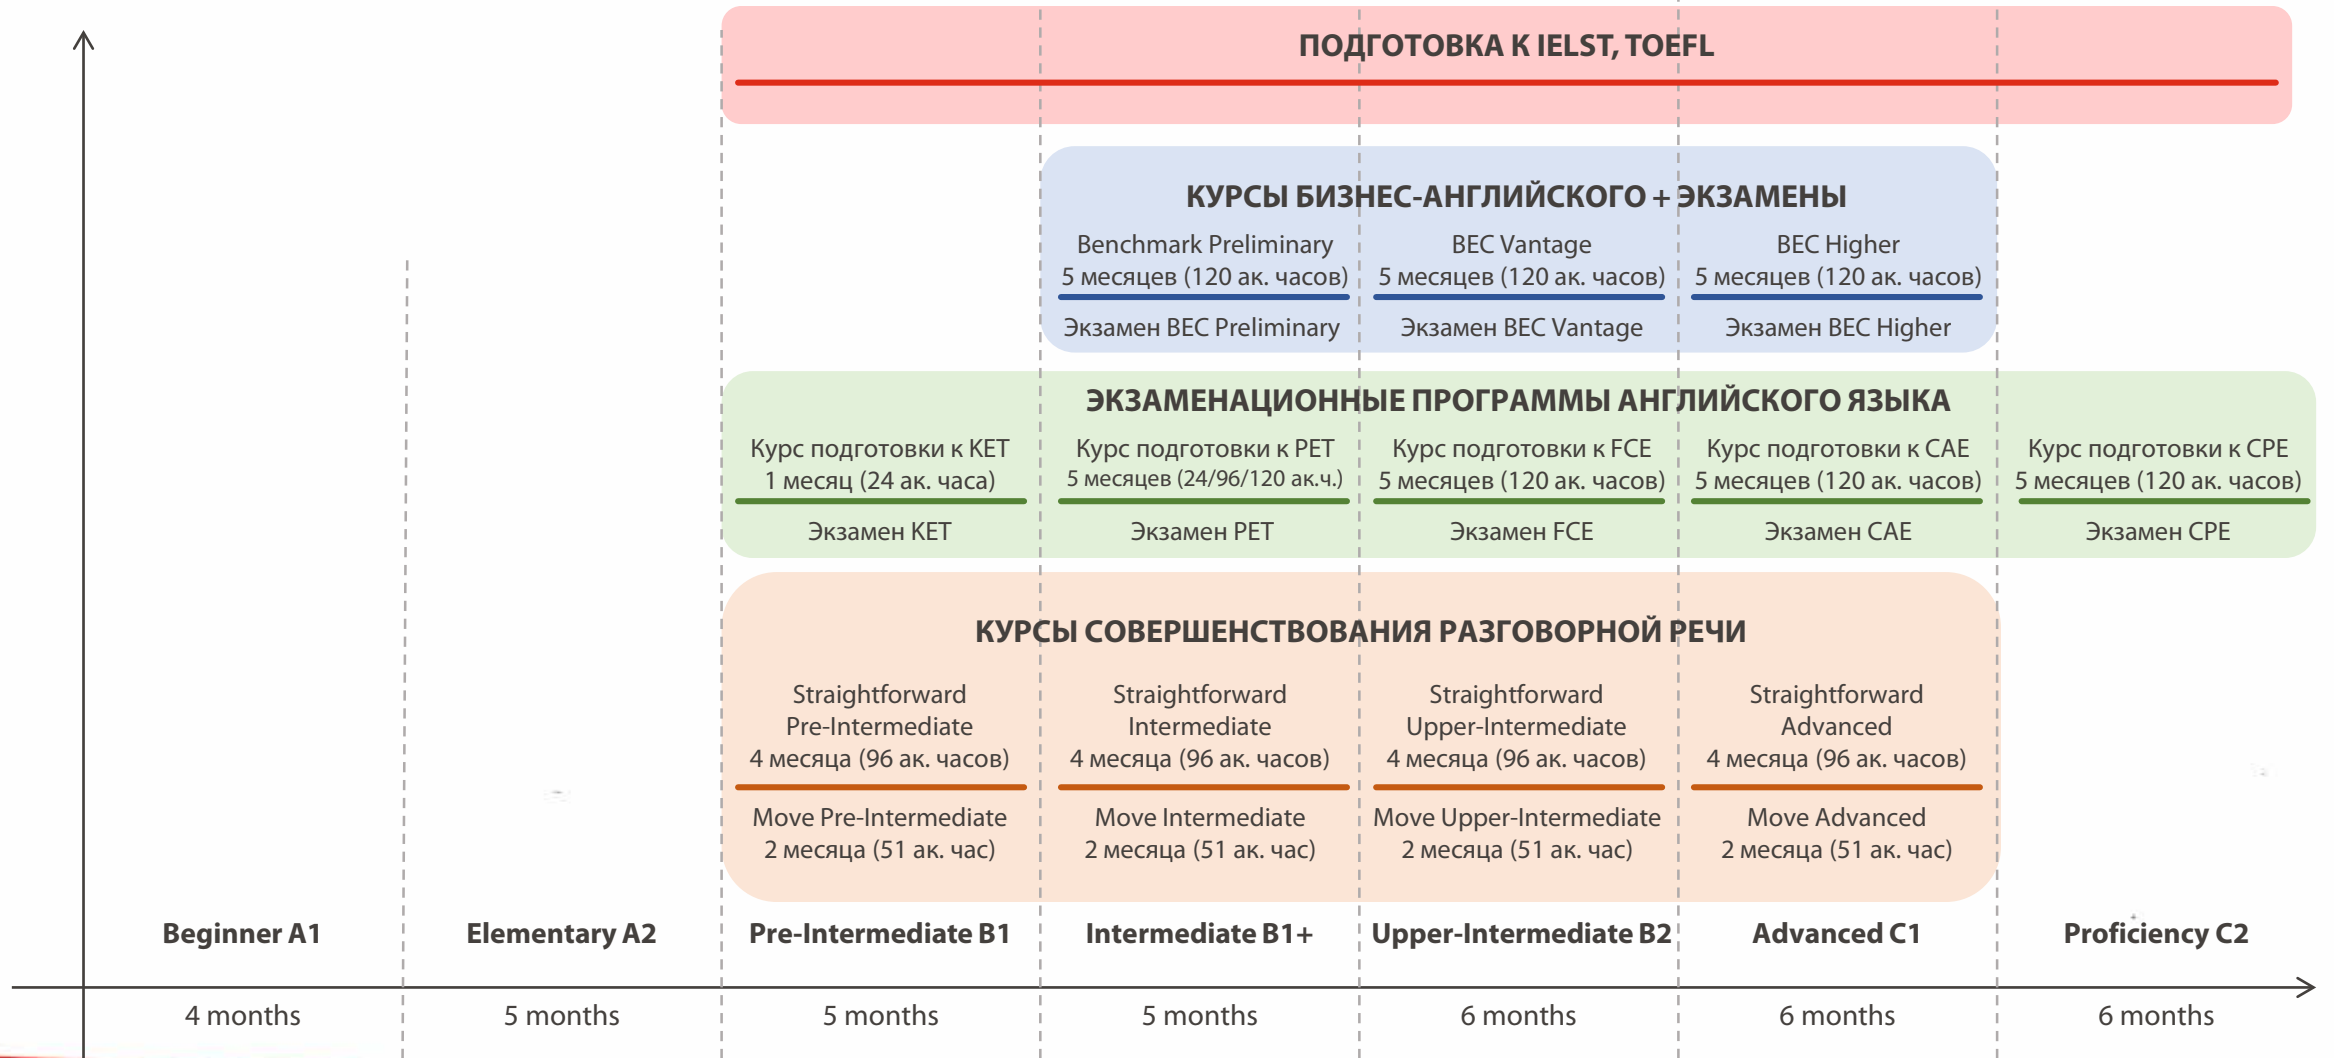 ПОДГОТОВКА К IELST, TOEFL
КУРСЫ БИЗНЕС-АНГЛИЙСКОГО + ЭКЗАМЕНЫ
Benchmark Preliminary
5 месяцев (120 ак. часов)
Экзамен BEC Preliminary
BEC Vantage
5 месяцев (120 ак. часов)
Экзамен BEC Vantage
BEC Higher
5 месяцев (120 ак. часов)
Экзамен BEC Higher
ЭКЗАМЕНАЦИОННЫЕ ПРОГРАММЫ АНГЛИЙСКОГО ЯЗЫКА
Курс подготовки к KET
1 месяц (24 ак. часа)
Экзамен KET
Курс подготовки к PET
5 месяцев (24/96/120 ак.ч.)
Экзамен PET
Курс подготовки к FCE
5 месяцев (120 ак. часов)
Экзамен FCE
Курс подготовки к CAE
5 месяцев (120 ак. часов)
Экзамен CAE
Курс подготовки к CPE
5 месяцев (120 ак. часов)
Экзамен CPE
КУРСЫ СОВЕРШЕНСТВОВАНИЯ РАЗГОВОРНОЙ РЕЧИ
Straightforward
Pre-Intermediate
4 месяца (96 ак. часов)
Move Pre-Intermediate
2 месяца (51 ак. час)
Straightforward
Intermediate
4 месяца (96 ак. часов)
Move Intermediate
2 месяца (51 ак. час)
Straightforward
Upper-Intermediate
4 месяца (96 ак. часов)
Move Upper-Intermediate
2 месяца (51 ак. час)
Straightforward
Advanced
4 месяца (96 ак. часов)
Move Advanced
2 месяца (51 ак. час)
Beginner A1
Elementary A2
Pre-Intermediate B1
Intermediate B1+
Upper-Intermediate B2
Advanced C1
Proficiency C2
4 months
5 months
5 months
5 months
6 months
6 months
6 months